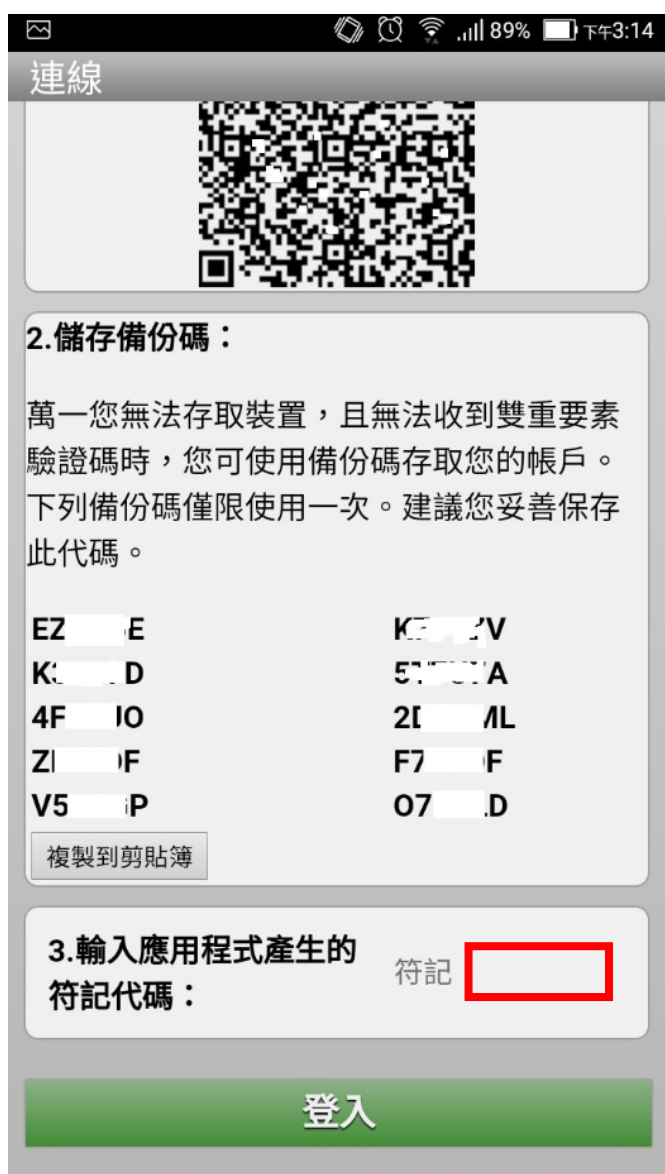 89% 下午3:14
連線
2.儲存備份碼：
萬一您無法存取裝置，且無法收到雙重要素
驗證碼時，您可使用備份碼存取您的帳戶。
下列備份碼僅限使用一次。建議您妥善保存
此代碼。
複製到剪貼簿
3.輸入應用程式產生的
符記代碼：
符記
登入